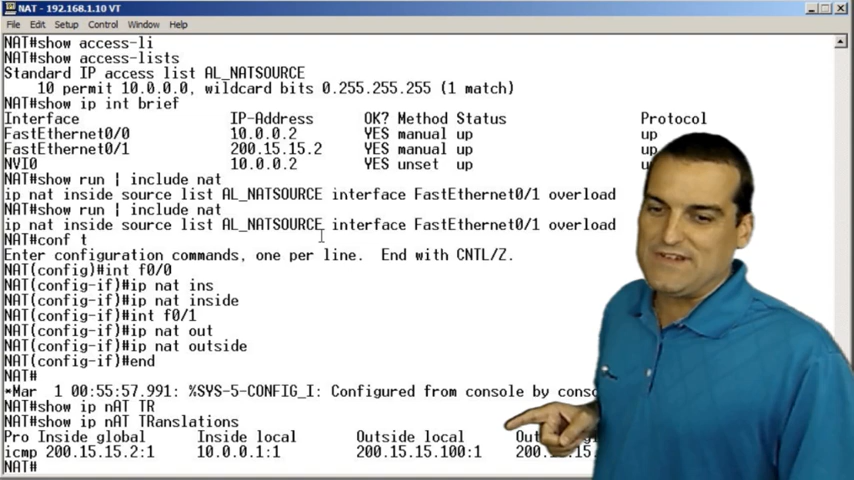 NAT - 192.168.1.10 VT
File Edit Setup Control Window Help
NAT#show access-li
NAT#show access-lists
Standard IP access list AL_NATSOURCE
10 permit 10.0.0.0, wildcard bits 0.255.255.255 (1 match)
NAT#show ip int brief
Interface IP-Address OK? Method Status Protocol
FastEthernet0/0 10.0.0.2 YES manual up up
FastEthernet0/1 200.15.15.2 YES manual up up
NVI0 10.0.0.2 YES unset up up
NAT#show run | include nat
ip nat inside source list AL_NATSOURCE interface FastEthernet0/1 overload
NAT#show run | include nat
ip nat inside source list AL_NATSOURCE interface FastEthernet0/1 overload
NAT#conf t
Enter configuration commands, one per line. End with CNTL/Z.
NAT(config)#int f0/0
NAT(config-if)#ip nat ins
NAT(config-if)#ip nat inside
NAT(config-if)#int f0/1
NAT(config-if)#ip nat out
NAT(config-if)#ip nat outside
NAT(config-if)#end
NAT#
*Mar 1 00:55:57.991: %SYS-5-CONFIG_I: Configured from console by
NAT#show ip nAT TR
NAT#show ip nAT TRanslations
Pro Inside global Inside local Outside local
icmp 200.15.15.2:1 10.0.0.1:1 200.15.15.100:1 200.15.15.
NAT#